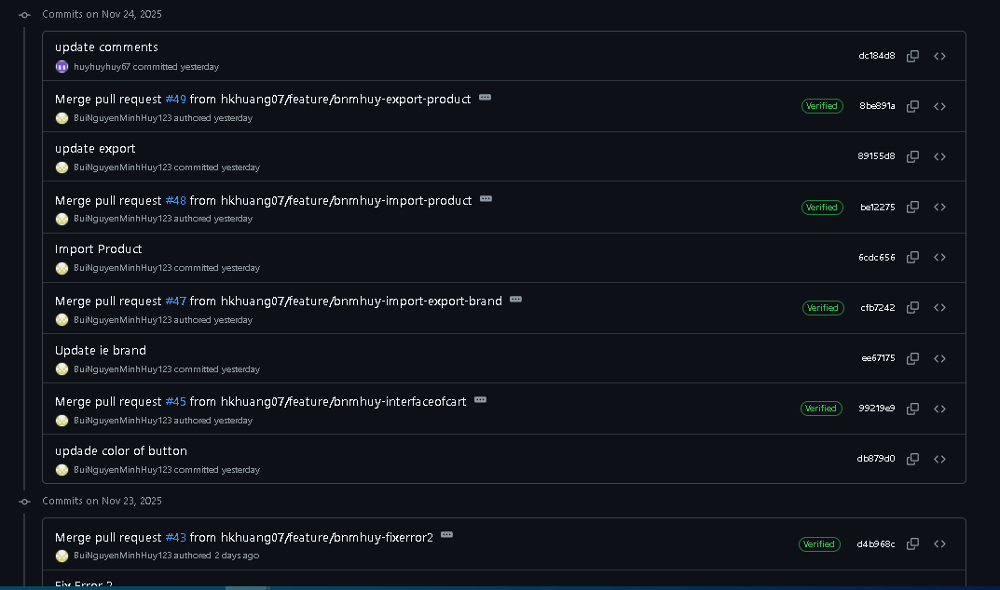 Commits on Nov 24, 2025
update comments
huyhuyhuy67 committed yesterday
dc184d8
Merge pull request #49 from hkhuang07/feature/bnmhuy-export-product
BuiNguyenMinhHuy123 authored yesterday
Verified 8be891a
update export
BuiNguyenMinhHuy123 committed yesterday
89155d8
Merge pull request #48 from hkhuang07/feature/bnmhuy-import-product
BuiNguyenMinhHuy123 authored yesterday
Verified be12275
Import Product
BuiNguyenMinhHuy123 committed yesterday
6cdc656
Merge pull request #47 from hkhuang07/feature/bnmhuy-import-export-brand
BuiNguyenMinhHuy123 authored yesterday
Verified cfb7242
Update ie brand
BuiNguyenMinhHuy123 committed yesterday
ee67175
Merge pull request #45 from hkhuang07/feature/bnmhuy-interfaceofcart
BuiNguyenMinhHuy123 authored yesterday
Verified 99219e9
updade color of button
BuiNguyenMinhHuy123 committed yesterday
db879d0
Commits on Nov 23, 2025
Merge pull request #43 from hkhuang07/feature/bnmhuy-fixerror2
BuiNguyenMinhHuy123 authored 2 days ago
Verified d4b968c
Fix Error 2